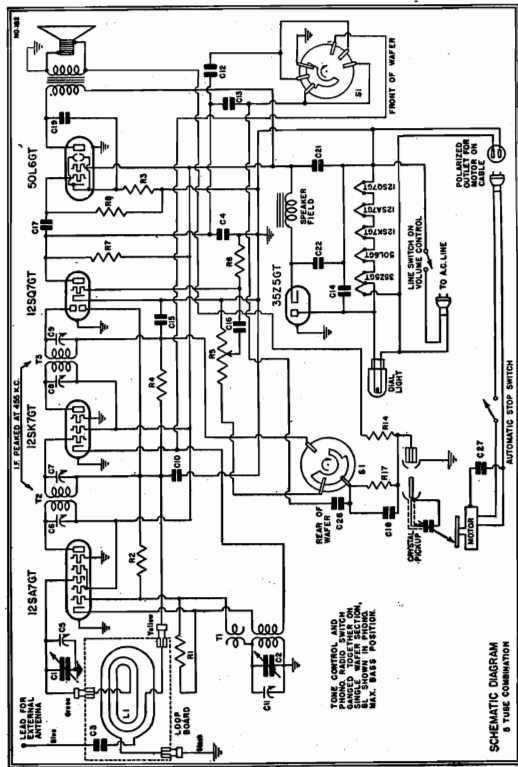 NO-182
LEAD FOR
EXTERNAL
ANTENNA
Blue
C3
Green
C1
C5
L1
Yellow
LOOP
BOARD
Black
12SA7GT
I.F. PEAKED AT 455 K.C.
T2
C6
C7
12SK7GT
T3
C8
C9
12SQ7GT
C17
50L6GT
C19
R1
R2
C10
R4
C15
R7
R8
R3
C4
R6
C16
R5
T1
C11
C2
35Z5GT
SPEAKER
FIELD
C22
C21
C14
C12
C13
S1
FRONT OF WAFER
35Z5GT
50L6GT
12SK7GT
12SA7GT
12SQ7GT
DIAL
LIGHT
LINE SWITCH ON
VOLUME CONTROL
TO A.C. LINE
POLARIZED
OUTLET FOR
MOTOR ON
CABLE
S1
REAR OF
WAFER
C26
R17
R14
C18
CRYSTAL
PICKUP
MOTOR
C27
AUTOMATIC STOP SWITCH
TONE CONTROL AND
PHONO. RADIO SWITCH
GANGED TOGETHER ON
SINGLE WAFER SECTION,
S1. SHOWN IN PHONO.
MAX. BASS POSITION.
SCHEMATIC DIAGRAM
5 TUBE COMBINATION